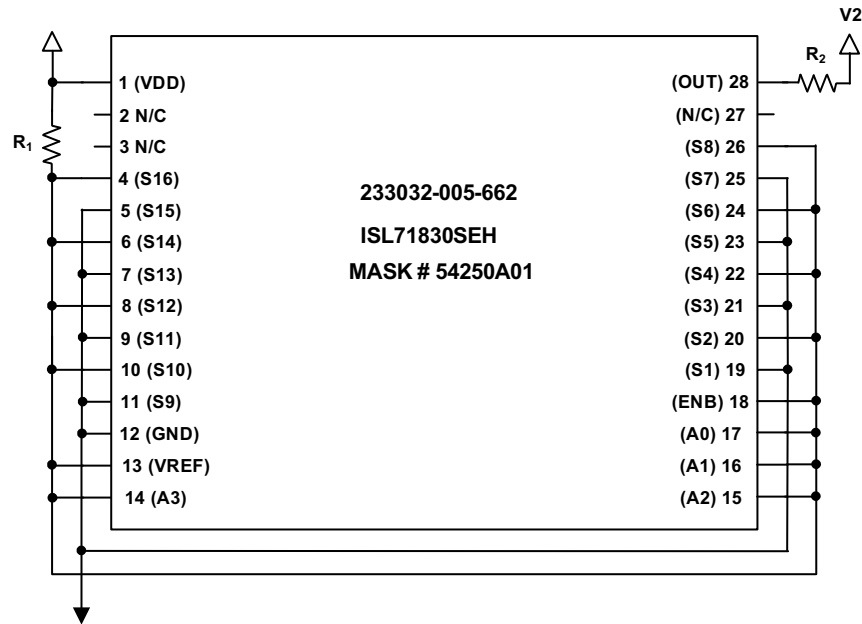 V2
R2
R1
1 (VDD)
2 N/C
3 N/C
4 (S16)
5 (S15)
6 (S14)
7 (S13)
8 (S12)
9 (S11)
10 (S10)
11 (S9)
12 (GND)
13 (VREF)
14 (A3)
233032-005-662
ISL71830SEH
MASK # 54250A01
(OUT) 28
(N/C) 27
(S8) 26
(S7) 25
(S6) 24
(S5) 23
(S4) 22
(S3) 21
(S2) 20
(S1) 19
(ENB) 18
(A0) 17
(A1) 16
(A2) 15